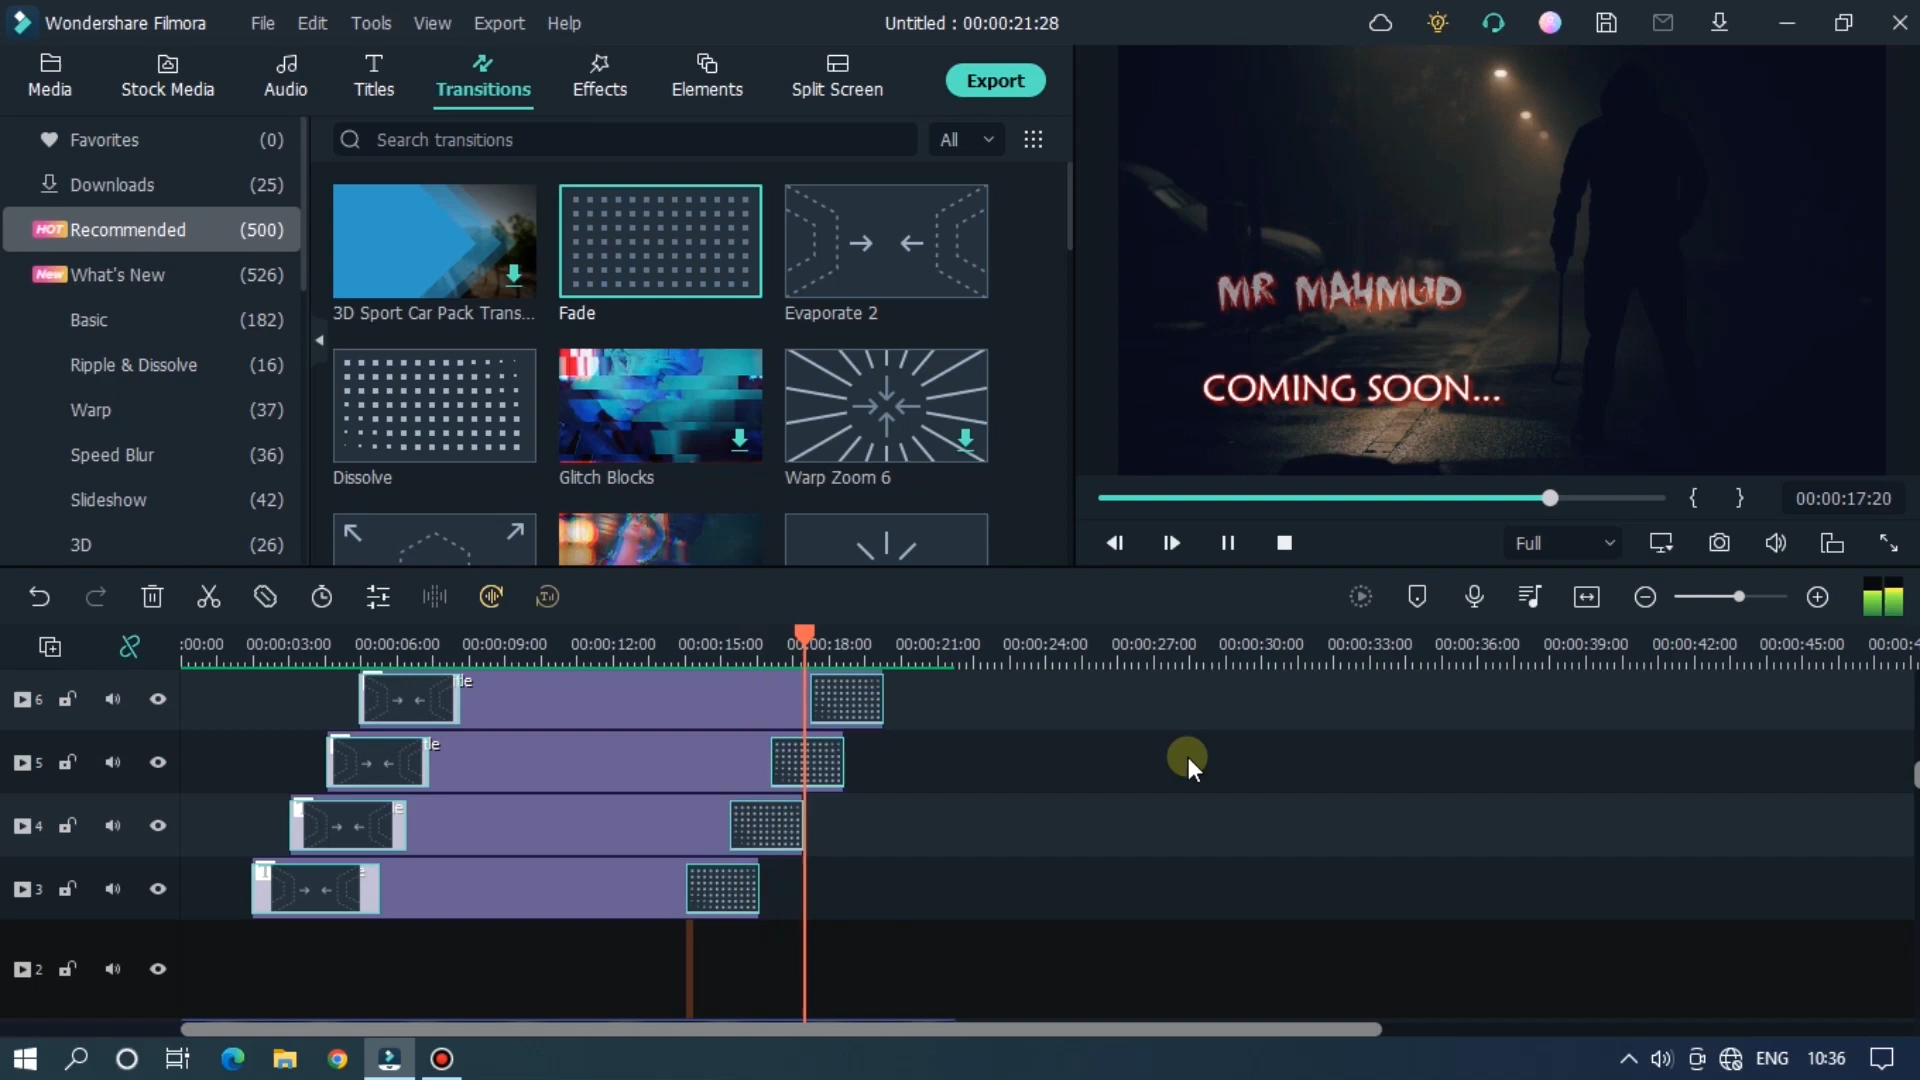 Wondershare Filmora
File
Edit
Tools
View
Export
Help
Untitled : 00:00:21:28
Media
Stock Media
Audio
Titles
Transitions
Effects
Elements
Split Screen
Export
Favorites (0)
Downloads (25)
HOT Recommended (500)
New What's New (526)
Basic (182)
Ripple & Dissolve (16)
Warp (37)
Speed Blur (36)
Slideshow (42)
3D (26)
Search transitions
All
3D Sport Car Pack Trans...
Fade
Evaporate 2
Dissolve
Glitch Blocks
Warp Zoom 6
MR MAHMUD
COMING SOON...
{ }
00:00:17:20
Full
:00:00 00:00:03:00 00:00:06:00 00:00:09:00 00:00:12:00 00:00:15:00 00:00:18:00 00:00:21:00 00:00:24:00 00:00:27:00 00:00:30:00 00:00:33:00 00:00:36:00 00:00:39:00 00:00:42:00 00:00:45:00 00:00:4
6
5
4
3
2
ENG
10:36